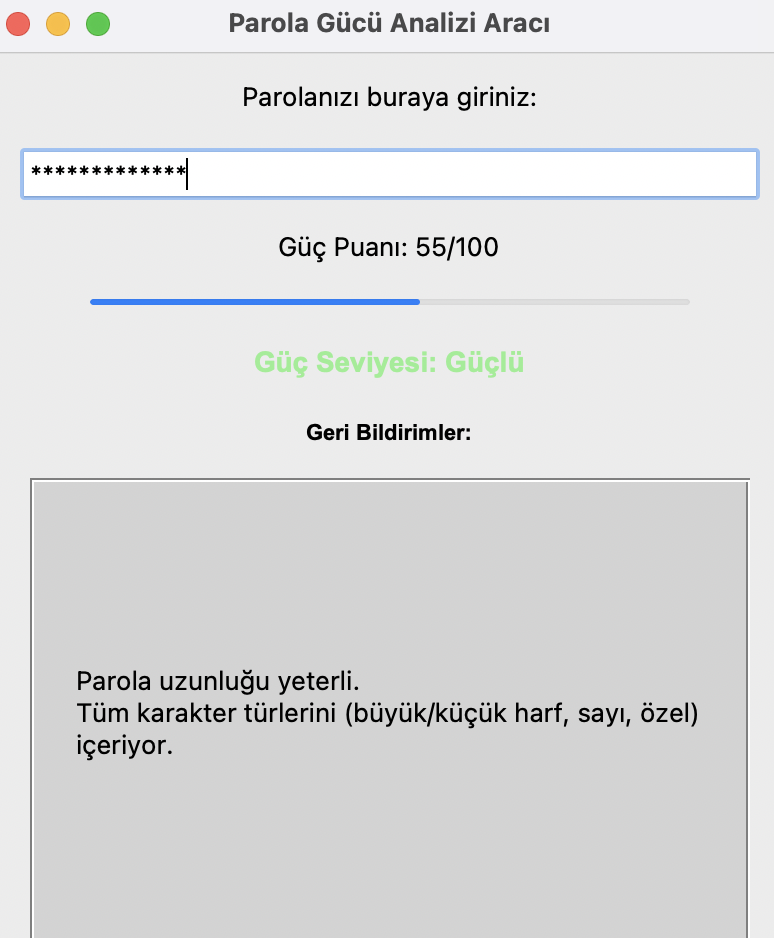 Parola Gücü Analizi Aracı
Parolanızı buraya giriniz:
*************
Güç Puanı: 55/100
Güç Seviyesi: Güçlü
Geri Bildirimler:
Parola uzunluğu yeterli.
Tüm karakter türlerini (büyük/küçük harf, sayı, özel)
içeriyor.